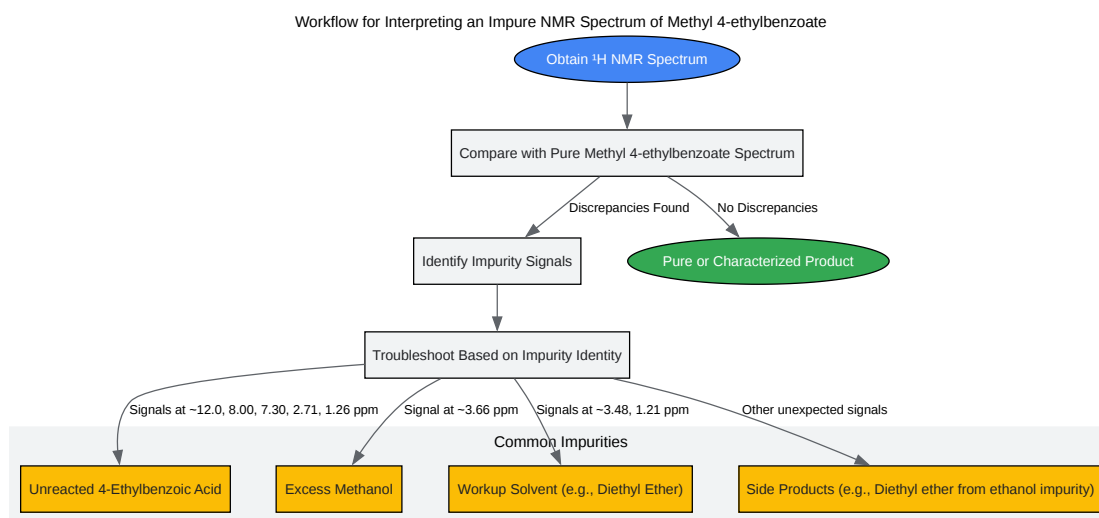 Workflow for Interpreting an Impure NMR Spectrum of Methyl 4-ethylbenzoate
Obtain ¹H NMR Spectrum
Compare with Pure Methyl 4-ethylbenzoate Spectrum
Discrepancies Found
No Discrepancies
Identify Impurity Signals
Pure or Characterized Product
Troubleshoot Based on Impurity Identity
Signals at ~12.0, 8.00, 7.30, 2.71, 1.26 ppm
Signal at ~3.66 ppm
Signals at ~3.48, 1.21 ppm
Other unexpected signals
Common Impurities
Unreacted 4-Ethylbenzoic Acid
Excess Methanol
Workup Solvent (e.g., Diethyl Ether)
Side Products (e.g., Diethyl ether from ethanol impurity)